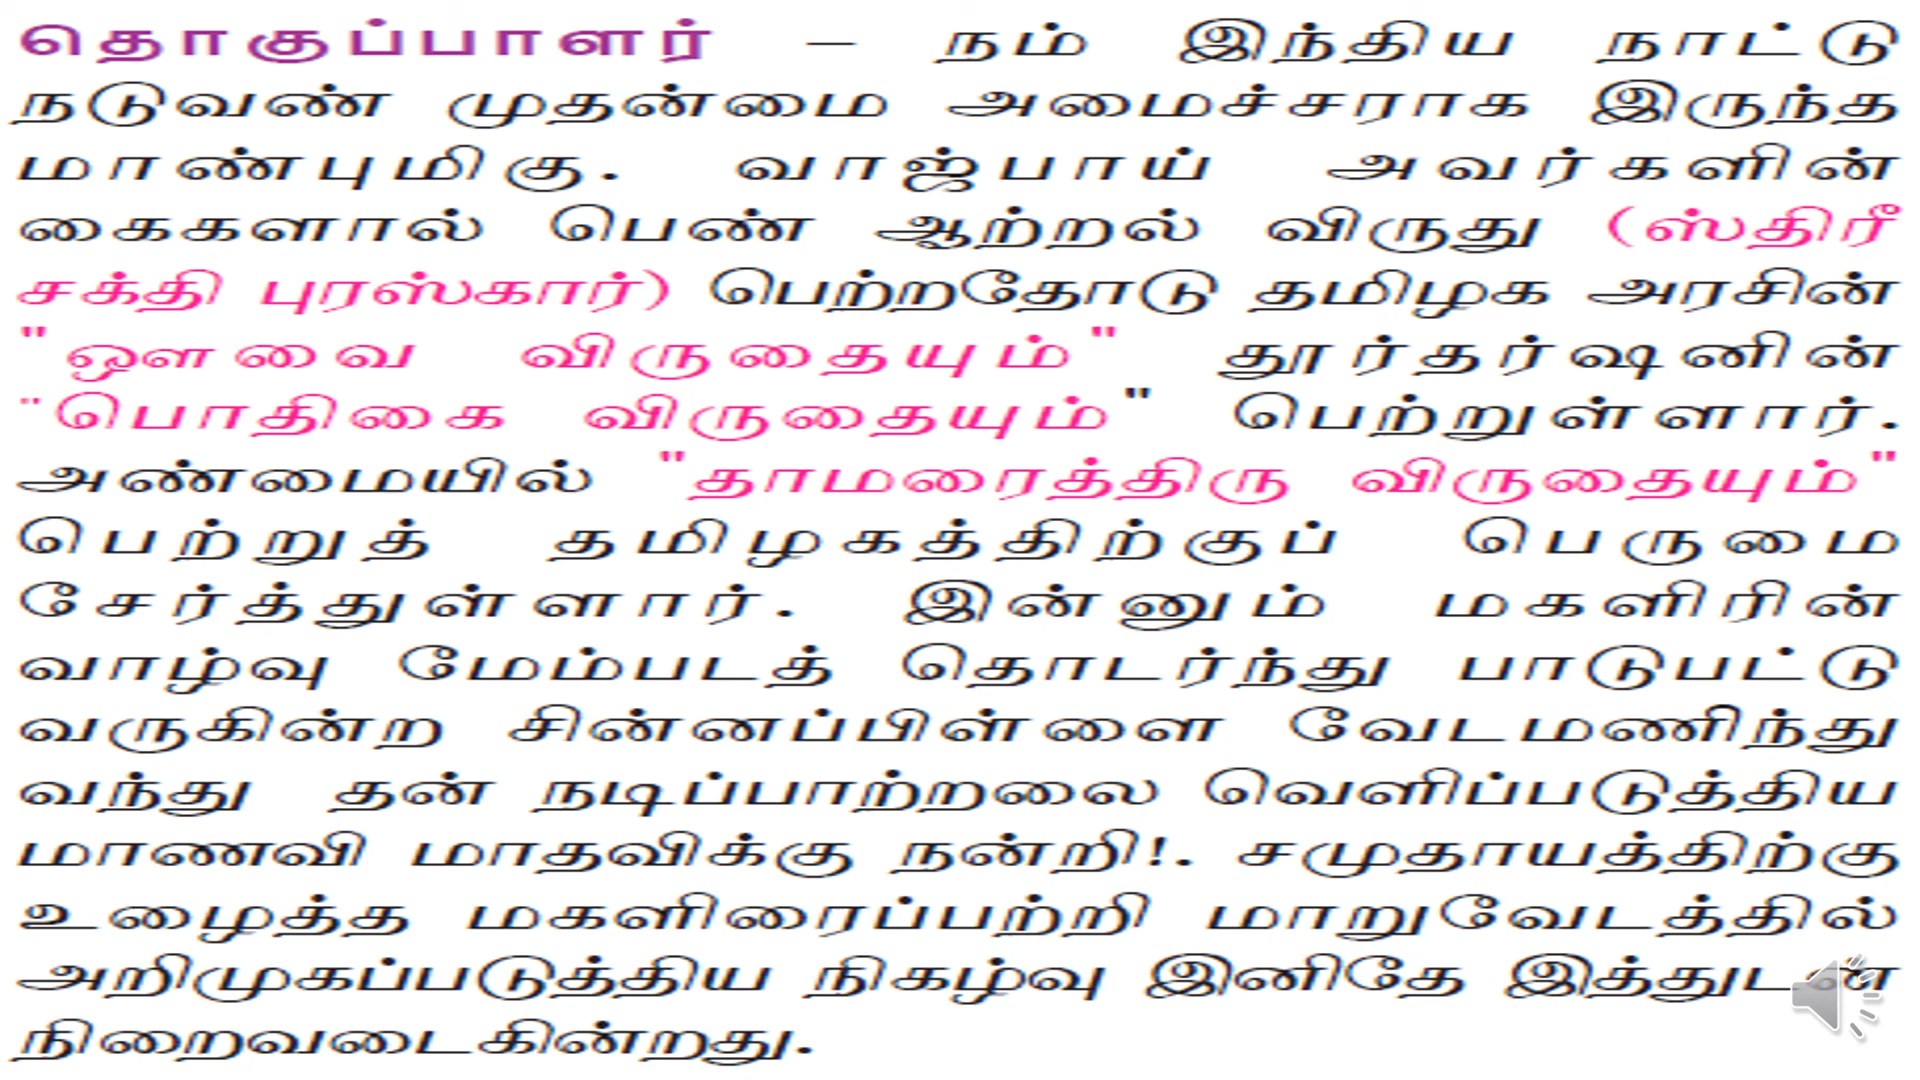 தொகுப்பாளர் – நம் இந்திய நாட்டு
நடுவண் முதன்மை அமைச்சராக இருந்த
மாண்புமிகு. வாஜ்பாய் அவர்களின்
கைகளால் பெண் ஆற்றல் விருது (ஸ்திரீ
சக்தி புரஸ்கார்) பெற்றதோடு தமிழக அரசின்
"ஔவை விருதையும்" தூர்தர்ஷனின்
"பொதிகை விருதையும்" பெற்றுள்ளார்.
அண்மையில் "தாமரைத்திரு விருதையும்"
பெற்றுத் தமிழகத்திற்குப் பெருமை
சேர்த்துள்ளார். இன்னும் மகளிரின்
வாழ்வு மேம்படத் தொடர்ந்து பாடுபட்டு
வருகின்ற சின்னப்பிள்ளை வேடமணிந்து
வந்து தன் நடிப்பாற்றலை வெளிப்படுத்திய
மாணவி மாதவிக்கு நன்றி!. சமுதாயத்திற்கு
உழைத்த மகளிரைப்பற்றி மாறுவேடத்தில்
அறிமுகப்படுத்திய நிகழ்வு இனிதே இத்துடன்
நிறைவடைகின்றது.